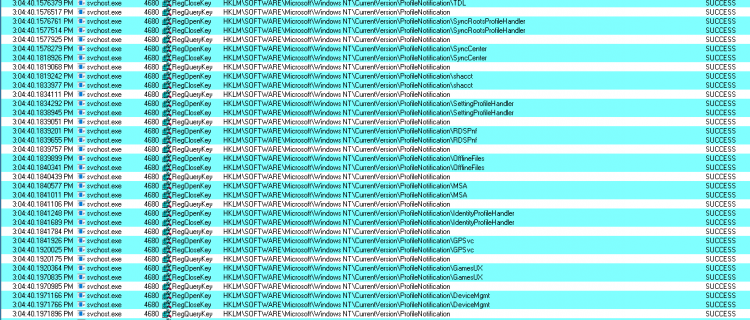 3:04:40.1576379 PM svchost.exe 4680 RegCloseKey HKLM\SOFTWARE\Microsoft\Windows NT\CurrentVersion\ProfileNotification\TDL SUCCESS
3:04:40.1576517 PM svchost.exe 4680 RegQueryKey HKLM\SOFTWARE\Microsoft\Windows NT\CurrentVersion\ProfileNotification SUCCESS
3:04:40.1576761 PM svchost.exe 4680 RegOpenKey HKLM\SOFTWARE\Microsoft\Windows NT\CurrentVersion\ProfileNotification\SyncRootsProfileHandler SUCCESS
3:04:40.1577514 PM svchost.exe 4680 RegCloseKey HKLM\SOFTWARE\Microsoft\Windows NT\CurrentVersion\ProfileNotification\SyncRootsProfileHandler SUCCESS
3:04:40.1577925 PM svchost.exe 4680 RegQueryKey HKLM\SOFTWARE\Microsoft\Windows NT\CurrentVersion\ProfileNotification SUCCESS
3:04:40.1578279 PM svchost.exe 4680 RegOpenKey HKLM\SOFTWARE\Microsoft\Windows NT\CurrentVersion\ProfileNotification\SyncCenter SUCCESS
3:04:40.1818926 PM svchost.exe 4680 RegCloseKey HKLM\SOFTWARE\Microsoft\Windows NT\CurrentVersion\ProfileNotification\SyncCenter SUCCESS
3:04:40.1819068 PM svchost.exe 4680 RegQueryKey HKLM\SOFTWARE\Microsoft\Windows NT\CurrentVersion\ProfileNotification SUCCESS
3:04:40.1819242 PM svchost.exe 4680 RegOpenKey HKLM\SOFTWARE\Microsoft\Windows NT\CurrentVersion\ProfileNotification\shacct SUCCESS
3:04:40.1833977 PM svchost.exe 4680 RegCloseKey HKLM\SOFTWARE\Microsoft\Windows NT\CurrentVersion\ProfileNotification\shacct SUCCESS
3:04:40.1834111 PM svchost.exe 4680 RegQueryKey HKLM\SOFTWARE\Microsoft\Windows NT\CurrentVersion\ProfileNotification SUCCESS
3:04:40.1834292 PM svchost.exe 4680 RegOpenKey HKLM\SOFTWARE\Microsoft\Windows NT\CurrentVersion\ProfileNotification\SettingProfileHandler SUCCESS
3:04:40.1838945 PM svchost.exe 4680 RegCloseKey HKLM\SOFTWARE\Microsoft\Windows NT\CurrentVersion\ProfileNotification\SettingProfileHandler SUCCESS
3:04:40.1839051 PM svchost.exe 4680 RegQueryKey HKLM\SOFTWARE\Microsoft\Windows NT\CurrentVersion\ProfileNotification SUCCESS
3:04:40.1839201 PM svchost.exe 4680 RegOpenKey HKLM\SOFTWARE\Microsoft\Windows NT\CurrentVersion\ProfileNotification\RDSPnf SUCCESS
3:04:40.1839655 PM svchost.exe 4680 RegCloseKey HKLM\SOFTWARE\Microsoft\Windows NT\CurrentVersion\ProfileNotification\RDSPnf SUCCESS
3:04:40.1839757 PM svchost.exe 4680 RegQueryKey HKLM\SOFTWARE\Microsoft\Windows NT\CurrentVersion\ProfileNotification SUCCESS
3:04:40.1839899 PM svchost.exe 4680 RegOpenKey HKLM\SOFTWARE\Microsoft\Windows NT\CurrentVersion\ProfileNotification\OfflineFiles SUCCESS
3:04:40.1840341 PM svchost.exe 4680 RegCloseKey HKLM\SOFTWARE\Microsoft\Windows NT\CurrentVersion\ProfileNotification\OfflineFiles SUCCESS
3:04:40.1840439 PM svchost.exe 4680 RegQueryKey HKLM\SOFTWARE\Microsoft\Windows NT\CurrentVersion\ProfileNotification SUCCESS
3:04:40.1840577 PM svchost.exe 4680 RegOpenKey HKLM\SOFTWARE\Microsoft\Windows NT\CurrentVersion\ProfileNotification\MSA SUCCESS
3:04:40.1841011 PM svchost.exe 4680 RegCloseKey HKLM\SOFTWARE\Microsoft\Windows NT\CurrentVersion\ProfileNotification\MSA SUCCESS
3:04:40.1841106 PM svchost.exe 4680 RegQueryKey HKLM\SOFTWARE\Microsoft\Windows NT\CurrentVersion\ProfileNotification SUCCESS
3:04:40.1841249 PM svchost.exe 4680 RegOpenKey HKLM\SOFTWARE\Microsoft\Windows NT\CurrentVersion\ProfileNotification\IdentityProfileHandler SUCCESS
3:04:40.1841689 PM svchost.exe 4680 RegCloseKey HKLM\SOFTWARE\Microsoft\Windows NT\CurrentVersion\ProfileNotification\IdentityProfileHandler SUCCESS
3:04:40.1841784 PM svchost.exe 4680 RegQueryKey HKLM\SOFTWARE\Microsoft\Windows NT\CurrentVersion\ProfileNotification SUCCESS
3:04:40.1841926 PM svchost.exe 4680 RegOpenKey HKLM\SOFTWARE\Microsoft\Windows NT\CurrentVersion\ProfileNotification\GPSvc SUCCESS
3:04:40.1920025 PM svchost.exe 4680 RegCloseKey HKLM\SOFTWARE\Microsoft\Windows NT\CurrentVersion\ProfileNotification\GPSvc SUCCESS
3:04:40.1920175 PM svchost.exe 4680 RegQueryKey HKLM\SOFTWARE\Microsoft\Windows NT\CurrentVersion\ProfileNotification SUCCESS
3:04:40.1920364 PM svchost.exe 4680 RegOpenKey HKLM\SOFTWARE\Microsoft\Windows NT\CurrentVersion\ProfileNotification\GamesUX SUCCESS
3:04:40.1970835 PM svchost.exe 4680 RegCloseKey HKLM\SOFTWARE\Microsoft\Windows NT\CurrentVersion\ProfileNotification\GamesUX SUCCESS
3:04:40.1970985 PM svchost.exe 4680 RegQueryKey HKLM\SOFTWARE\Microsoft\Windows NT\CurrentVersion\ProfileNotification SUCCESS
3:04:40.1971166 PM svchost.exe 4680 RegOpenKey HKLM\SOFTWARE\Microsoft\Windows NT\CurrentVersion\ProfileNotification\DeviceMgmt SUCCESS
3:04:40.1971766 PM svchost.exe 4680 RegCloseKey HKLM\SOFTWARE\Microsoft\Windows NT\CurrentVersion\ProfileNotification\DeviceMgmt SUCCESS
3:04:40.1971896 PM svchost.exe 4680 RegQueryKey HKLM\SOFTWARE\Microsoft\Windows NT\CurrentVersion\ProfileNotification SUCCESS